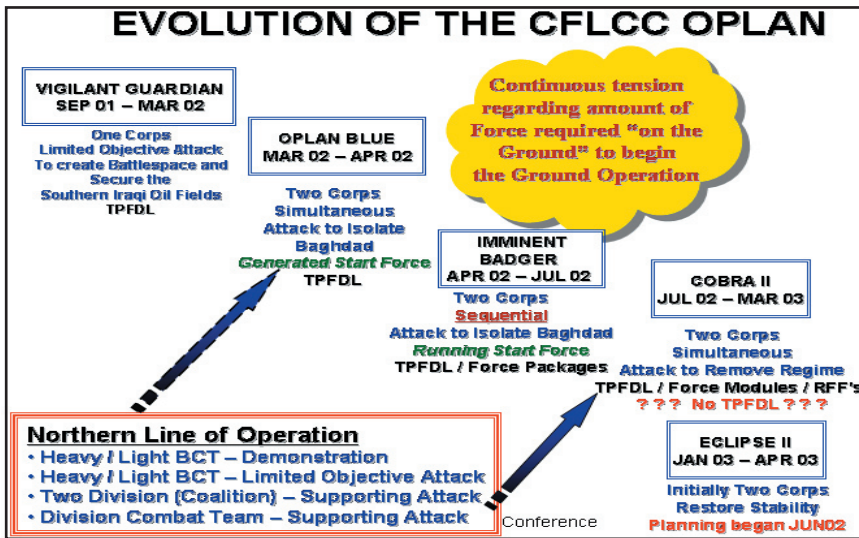 EVOLUTION OF THE CFLCC OPLAN
VIGILANT GUARDIAN
SEP 01 – MAR 02
One Corps
Limited Objective Attack
To create Battlespace and
Secure the
Southern Iraqi Oil Fields
TPFDL
OPLAN BLUE
MAR 02 – APR 02
Two Corps
Simultaneous
Attack to Isolate
Baghdad
Generated Start Force
TPFDL
Continuous tension
regarding amount of
Force required "on the
Ground" to begin
the Ground Operation
IMMINENT
BADGER
APR 02 – JUL 02
Two Corps
Sequential
Attack to Isolate Baghdad
Running Start Force
TPFDL / Force Packages
COBRA II
JUL 02 – MAR 03
Two Corps
Simultaneous
Attack to Remove Regime
TPFDL / Force Modules / RFF's
? ? ? No TPFDL ? ? ?
ECLIPSE II
JAN 03 – APR 03
Initially Two Corps
Restore Stability
Planning began JUN02
Northern Line of Operation
• Heavy / Light BCT – Demonstration
• Heavy / Light BCT – Limited Objective Attack
• Two Division (Coalition) – Supporting Attack
• Division Combat Team – Supporting Attack
Conference